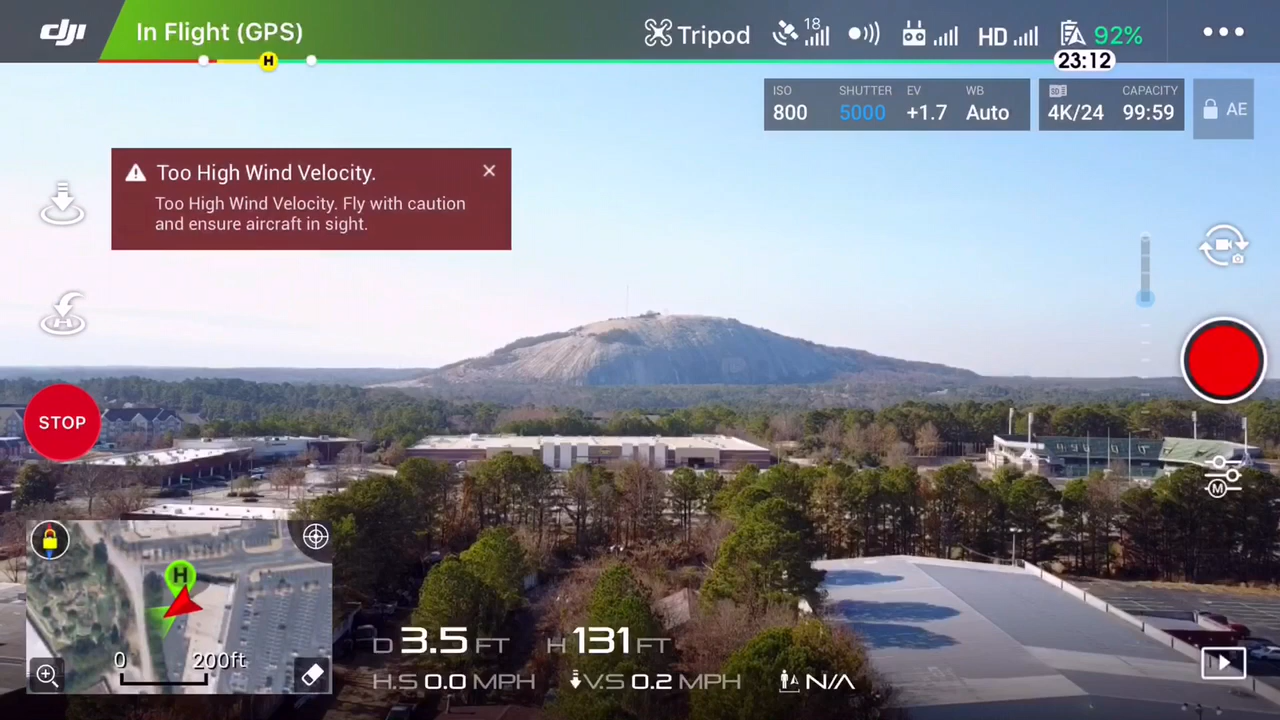 dji
In Flight (GPS)
Tripod
18
HD
92%
23:12
H
ISO
800
SHUTTER
5000
EV
+1.7
WB
Auto
SD
4K/24
CAPACITY
99:59
AE
Too High Wind Velocity.
Too High Wind Velocity. Fly with caution
and ensure aircraft in sight.
H
STOP
M
H
0
200ft
D 3.5 FT
H 131 FT
H.S 0.0 MPH
V.S 0.2 MPH
N/A